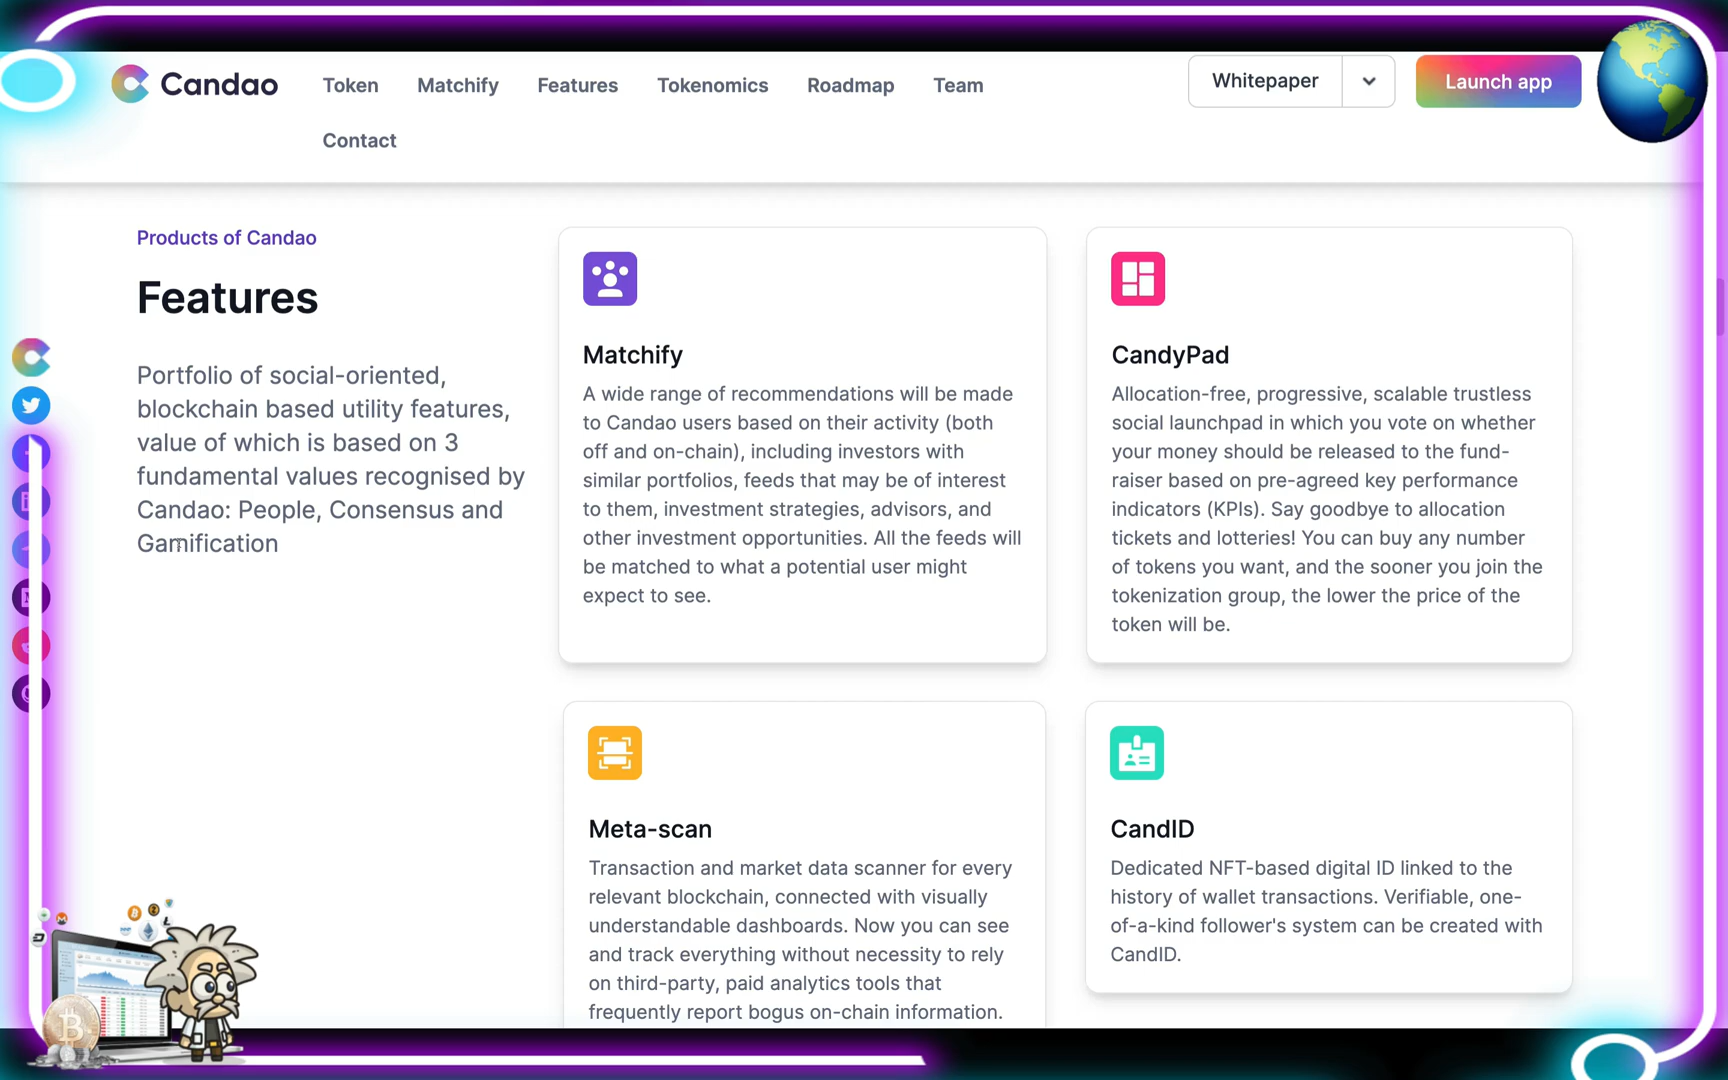 Candao
Token
Matchify
Features
Tokenomics
Roadmap
Team
Contact
Whitepaper
Launch app
Products of Candao
Features
Portfolio of social-oriented,
blockchain based utility features,
value of which is based on 3
fundamental values recognised by
Candao: People, Consensus and
Gamification
Matchify
A wide range of recommendations will be made
to Candao users based on their activity (both
off and on-chain), including investors with
similar portfolios, feeds that may be of interest
to them, investment strategies, advisors, and
other investment opportunities. All the feeds will
be matched to what a potential user might
expect to see.
CandyPad
Allocation-free, progressive, scalable trustless
social launchpad in which you vote on whether
your money should be released to the fund-
raiser based on pre-agreed key performance
indicators (KPIs). Say goodbye to allocation
tickets and lotteries! You can buy any number
of tokens you want, and the sooner you join the
tokenization group, the lower the price of the
token will be.
Meta-scan
Transaction and market data scanner for every
relevant blockchain, connected with visually
understandable dashboards. Now you can see
and track everything without necessity to rely
on third-party, paid analytics tools that
frequently report bogus on-chain information.
CandID
Dedicated NFT-based digital ID linked to the
history of wallet transactions. Verifiable, one-
of-a-kind follower's system can be created with
CandID.